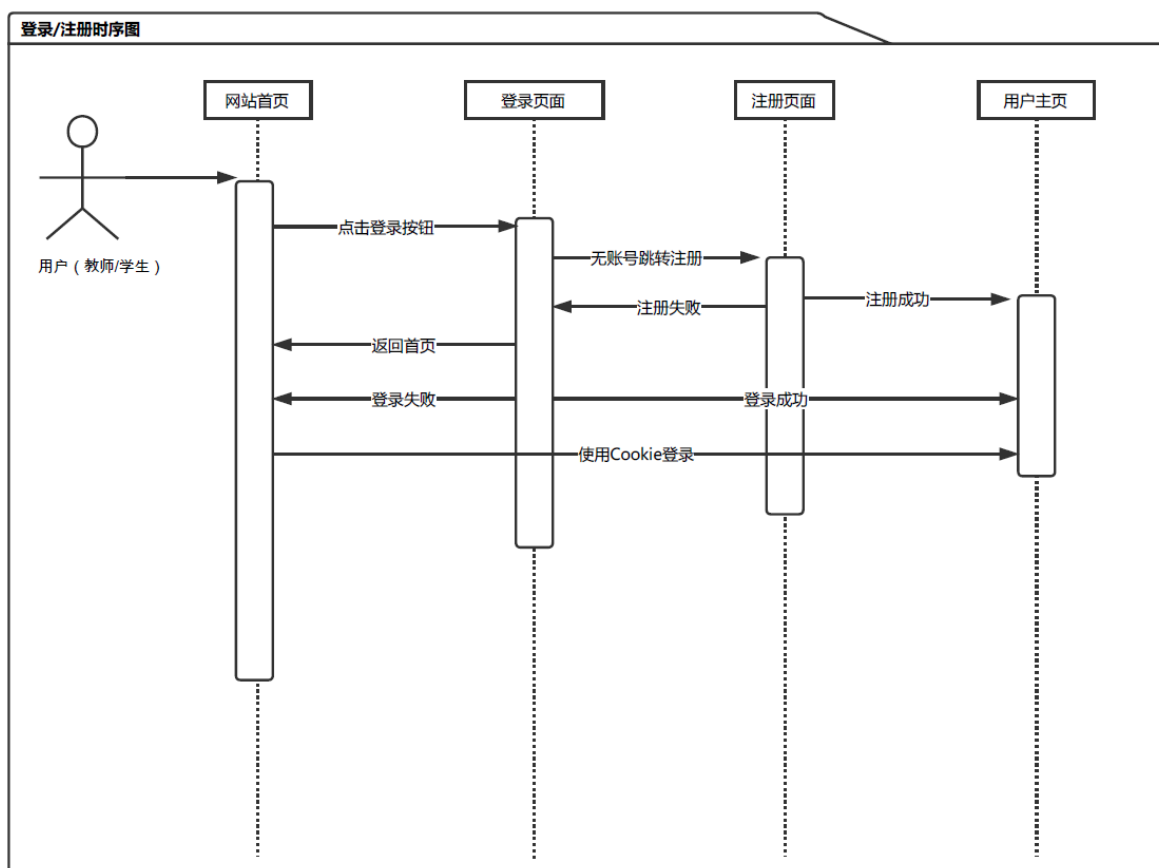 登录/注册时序图
网站首页
登录页面
注册页面
用户主页
点击登录按钮
用户（教师/学生）
无账号跳转注册
注册成功
注册失败
返回首页
登录失败
登录成功
使用Cookie登录